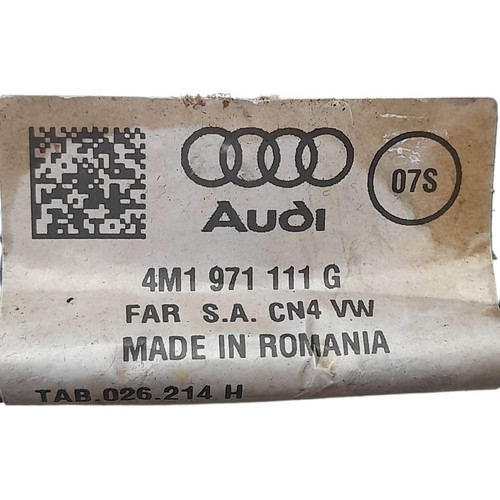 Audi
07S
4M1 971 111 G
FAR S.A. CN4 VW
MADE IN ROMANIA
TAB.026.214 H